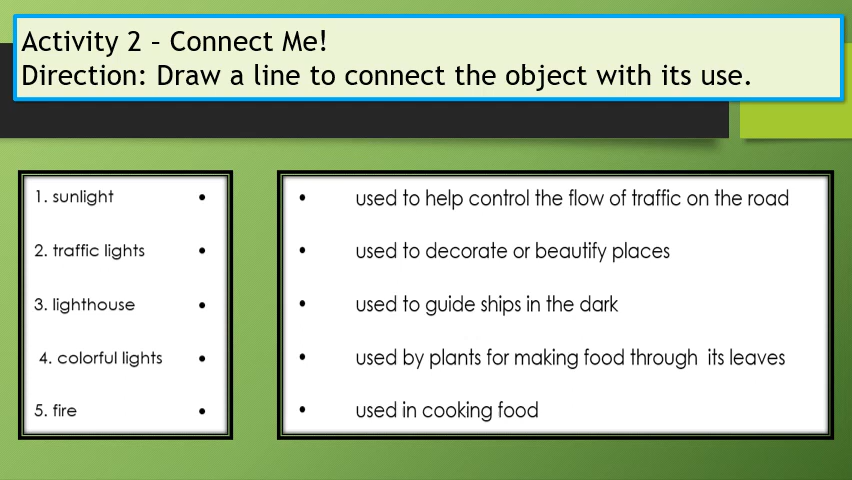 Activity 2 – Connect Me!
Direction: Draw a line to connect the object with its use.
1. sunlight •
2. traffic lights •
3. lighthouse •
4. colorful lights •
5. fire •
• used to help control the flow of traffic on the road
• used to decorate or beautify places
• used to guide ships in the dark
• used by plants for making food through its leaves
• used in cooking food